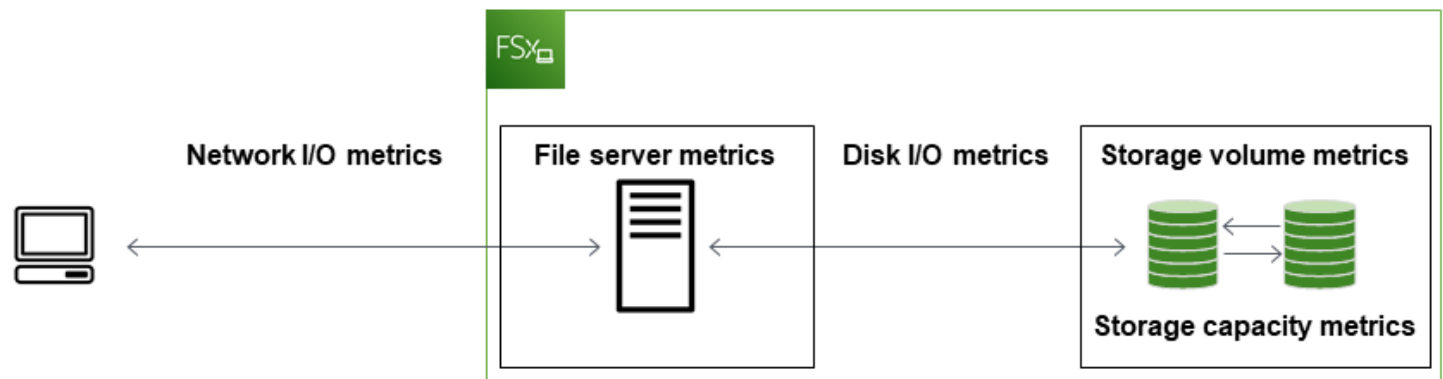 FSx
Network I/O metrics
File server metrics
Disk I/O metrics
Storage volume metrics
Storage capacity metrics